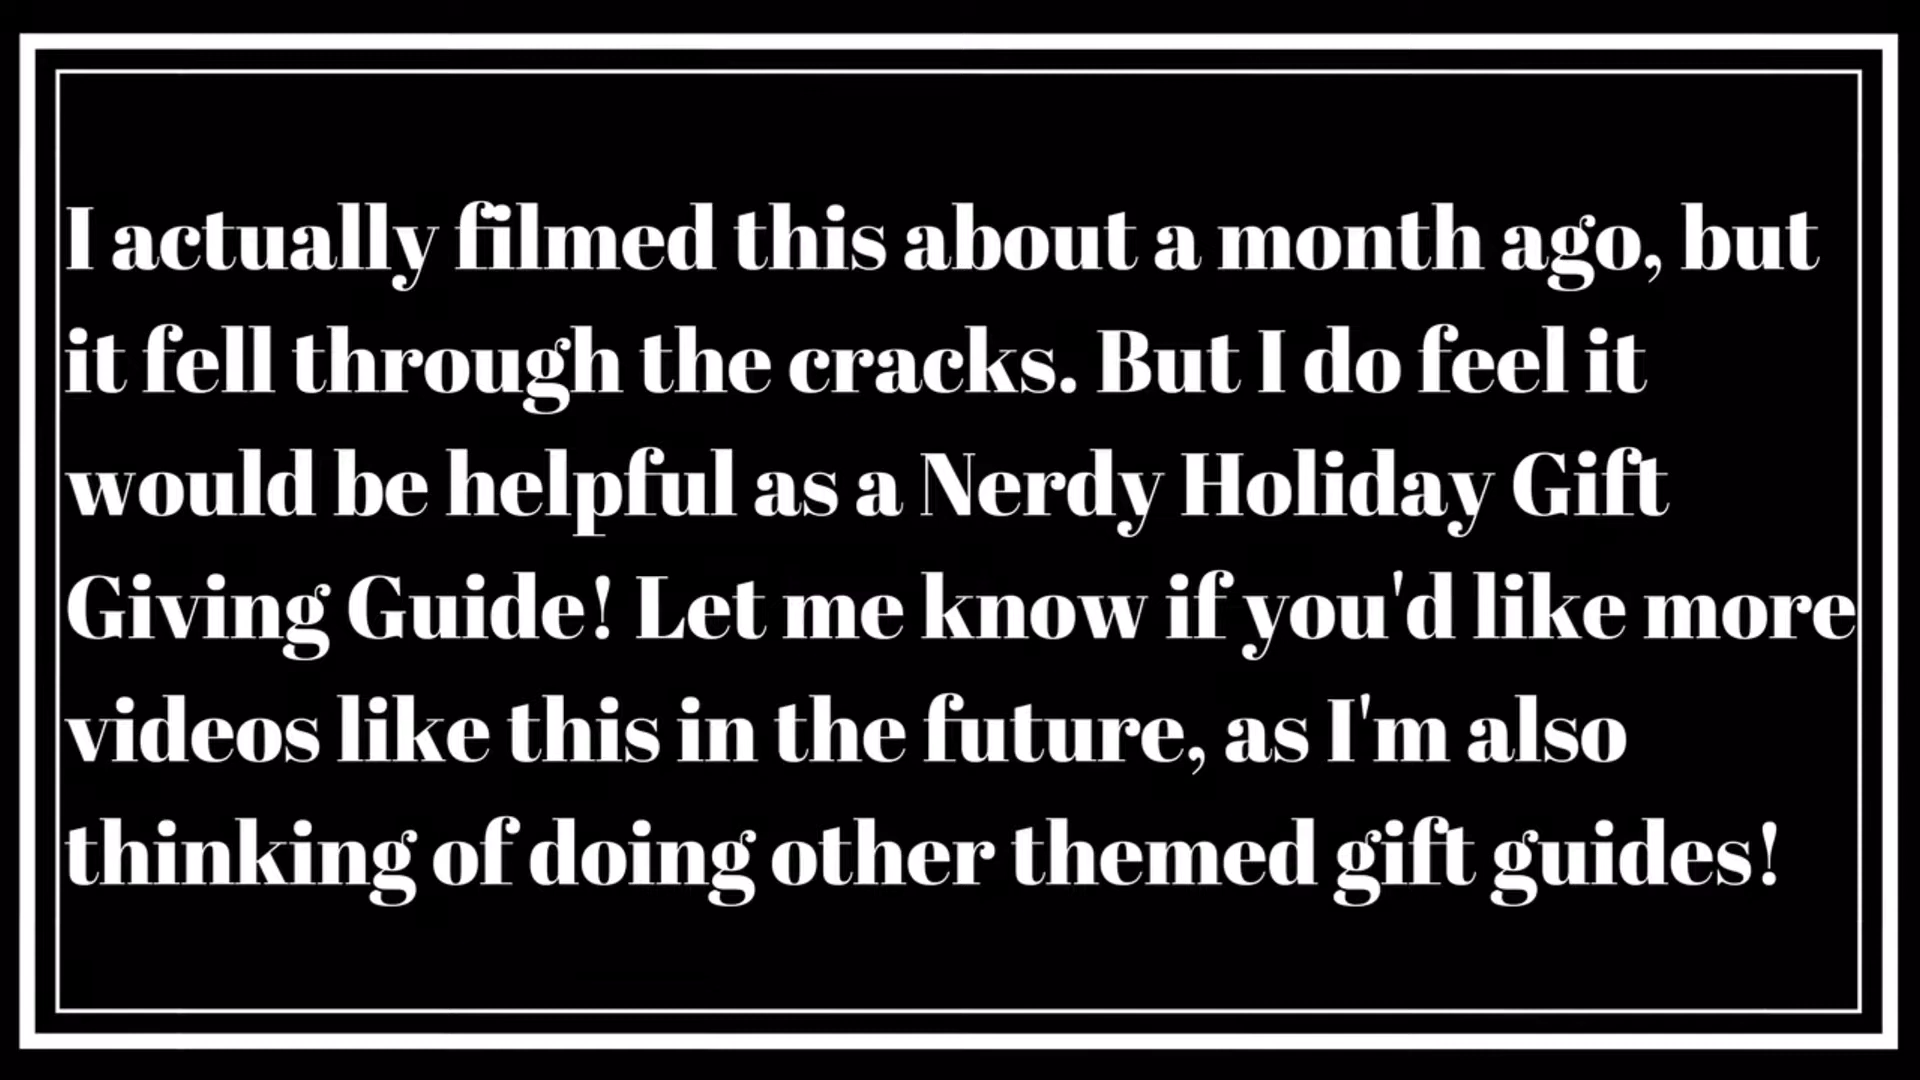 I actually filmed this about a month ago, but
it fell through the cracks. But I do feel it
would be helpful as a Nerdy Holiday Gift
Giving Guide! Let me know if you'd like more
videos like this in the future, as I'm also
thinking of doing other themed gift guides!